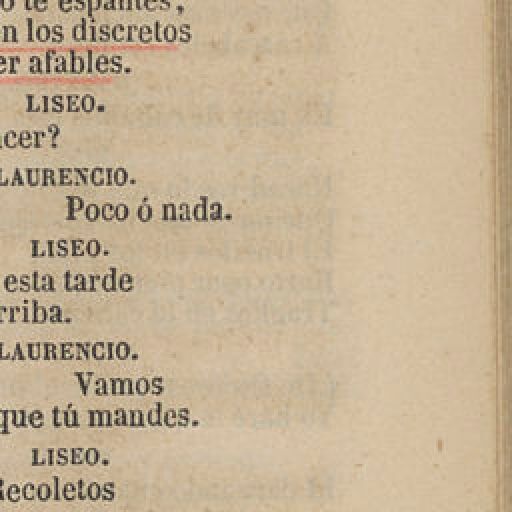 o te espantes,
n los discretos
er afables.
LISEO.
acer?
LAURENCIO.
Poco ó nada.
LISEO.
esta tarde
rriba.
LAURENCIO.
Vamos
que tú mandes.
LISEO.
Recoletos